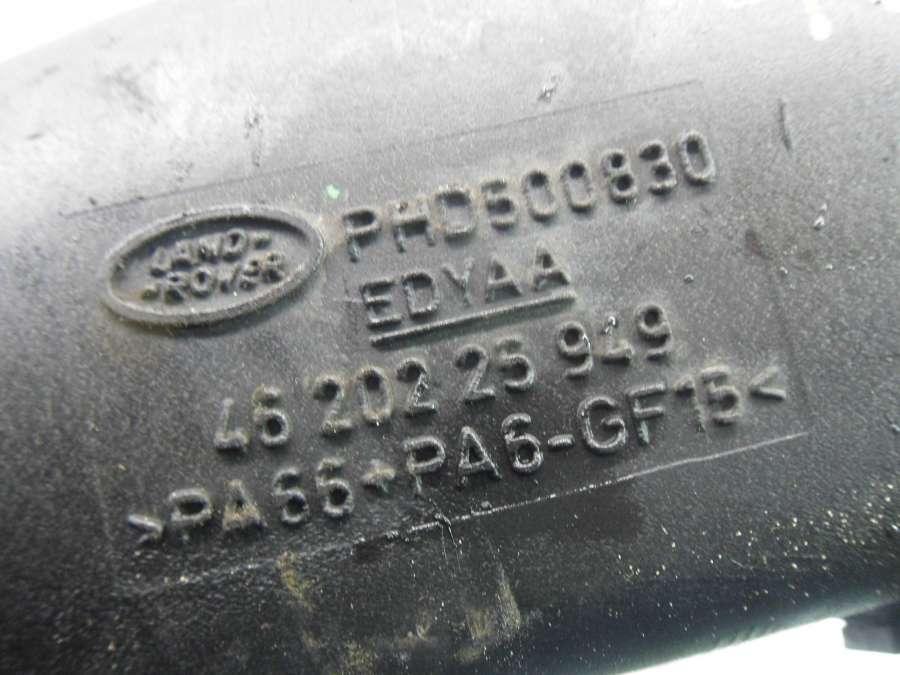 LAND-
-ROVER
PHD500830
EDYAA
46 202 25 949
>PA66+PA6-GF15<